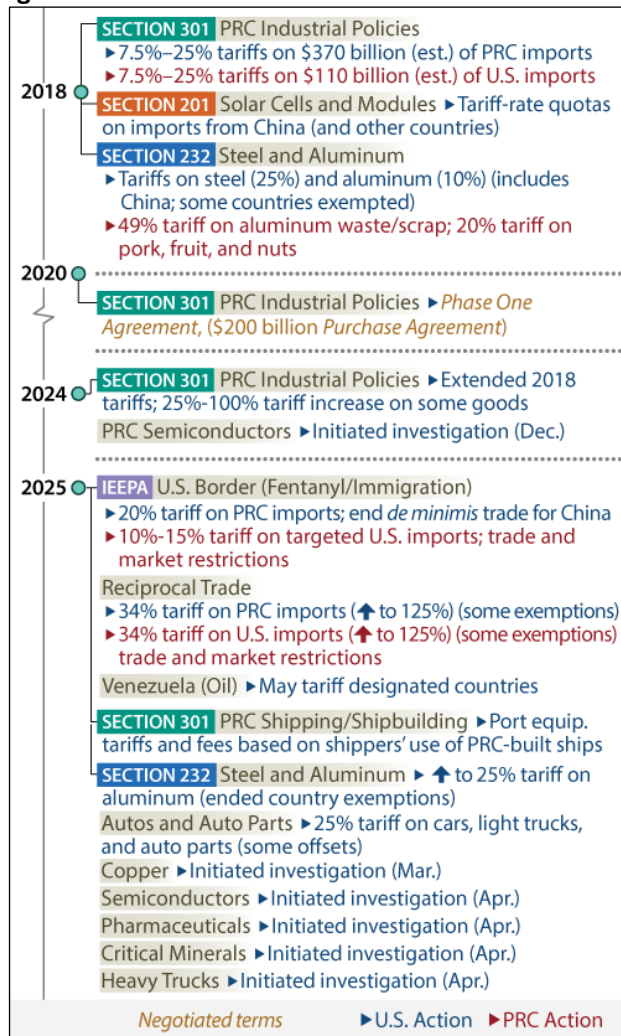 2018
SECTION 301 PRC Industrial Policies
▶7.5%–25% tariffs on $370 billion (est.) of PRC imports
▶7.5%–25% tariffs on $110 billion (est.) of U.S. imports
SECTION 201 Solar Cells and Modules ▶Tariff-rate quotas
on imports from China (and other countries)
SECTION 232 Steel and Aluminum
▶Tariffs on steel (25%) and aluminum (10%) (includes
China; some countries exempted)
▶49% tariff on aluminum waste/scrap; 20% tariff on
pork, fruit, and nuts
2020
SECTION 301 PRC Industrial Policies ▶Phase One
Agreement, ($200 billion Purchase Agreement)
2024
SECTION 301 PRC Industrial Policies ▶Extended 2018
tariffs; 25%-100% tariff increase on some goods
PRC Semiconductors ▶Initiated investigation (Dec.)
2025
IEEPA U.S. Border (Fentanyl/Immigration)
▶20% tariff on PRC imports; end de minimis trade for China
▶10%-15% tariff on targeted U.S. imports; trade and
market restrictions
Reciprocal Trade
▶34% tariff on PRC imports (⬆ to 125%) (some exemptions)
▶34% tariff on U.S. imports (⬆ to 125%) (some exemptions)
trade and market restrictions
Venezuela (Oil) ▶May tariff designated countries
SECTION 301 PRC Shipping/Shipbuilding ▶Port equip.
tariffs and fees based on shippers' use of PRC-built ships
SECTION 232 Steel and Aluminum ▶ ⬆ to 25% tariff on
aluminum (ended country exemptions)
Autos and Auto Parts ▶25% tariff on cars, light trucks,
and auto parts (some offsets)
Copper ▶Initiated investigation (Mar.)
Semiconductors ▶Initiated investigation (Apr.)
Pharmaceuticals ▶Initiated investigation (Apr.)
Critical Minerals ▶Initiated investigation (Apr.)
Heavy Trucks ▶Initiated investigation (Apr.)
Negotiated terms ▶U.S. Action ▶PRC Action